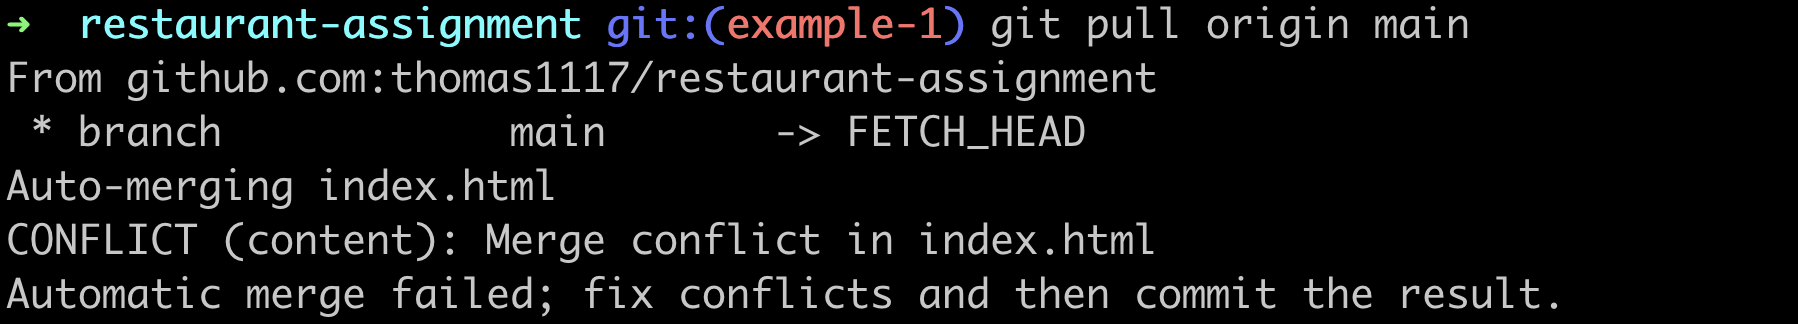 ➜ restaurant-assignment git:(example-1) git pull origin main
From github.com:thomas1117/restaurant-assignment
 * branch            main       -> FETCH_HEAD
Auto-merging index.html
CONFLICT (content): Merge conflict in index.html
Automatic merge failed; fix conflicts and then commit the result.